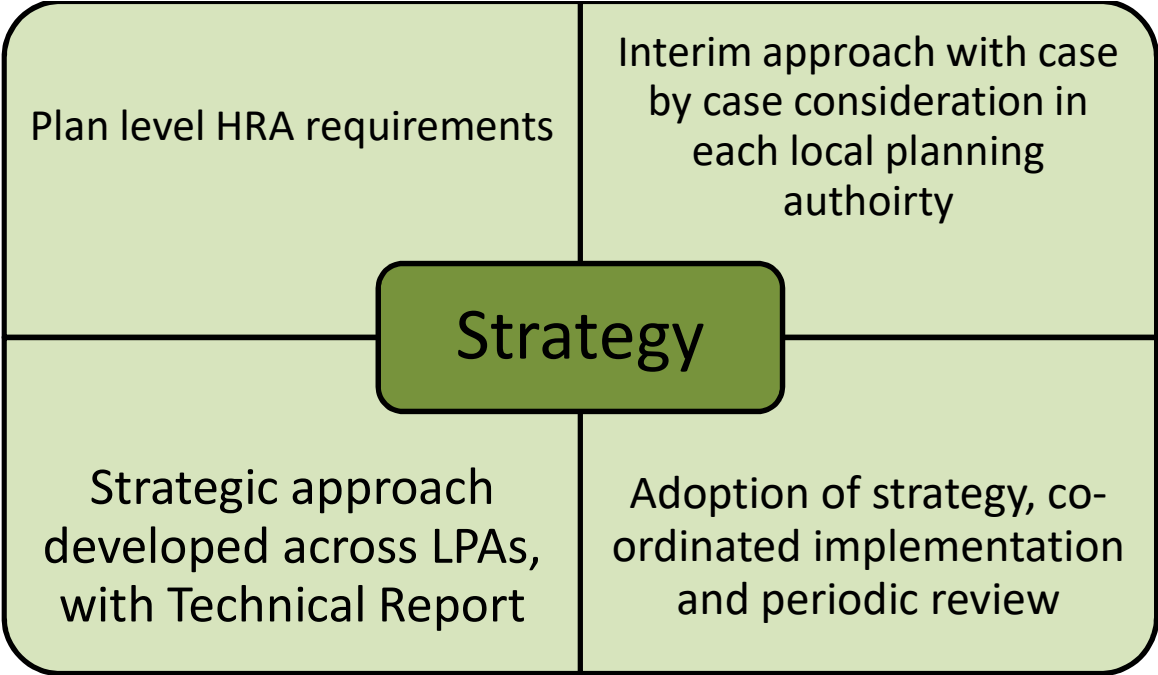 Plan level HRA requirements
Interim approach with case
by case consideration in
each local planning
authoirty
Strategy
Strategic approach
developed across LPAs,
with Technical Report
Adoption of strategy, co-
ordinated implementation
and periodic review